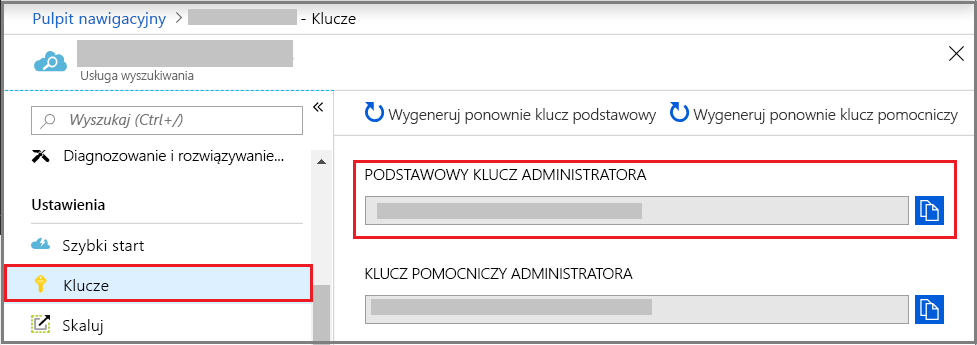 Pulpit nawigacyjny > - Klucze
Usługa wyszukiwania
Wyszukaj (Ctrl+/)
Diagnozowanie i rozwiązywanie...
Ustawienia
Szybki start
Klucze
Skaluj
Wygeneruj ponownie klucz podstawowy
Wygeneruj ponownie klucz pomocniczy
PODSTAWOWY KLUCZ ADMINISTRATORA
KLUCZ POMOCNICZY ADMINISTRATORA